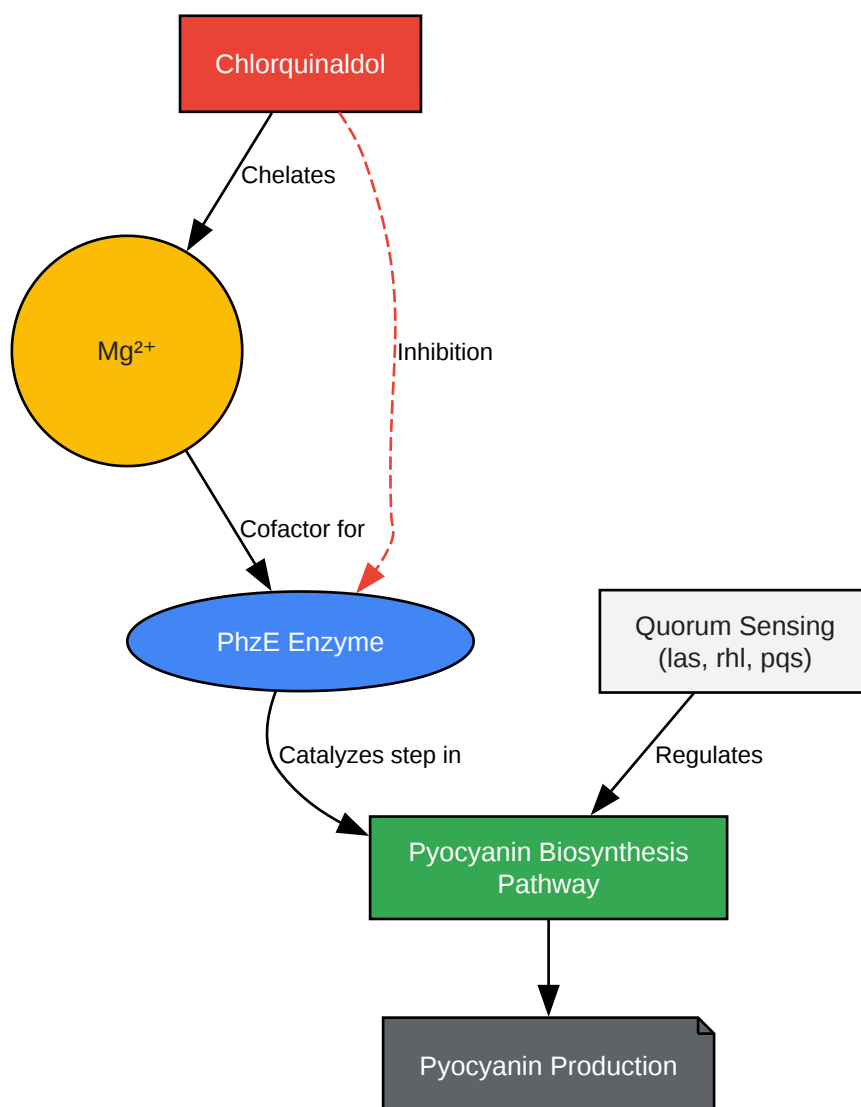 Chlorquinaldol
Chelates
Mg²⁺
Inhibition
Cofactor for
PhzE Enzyme
Quorum Sensing
(las, rhl, pqs)
Catalyzes step in
Regulates
Pyocyanin Biosynthesis
Pathway
Pyocyanin Production